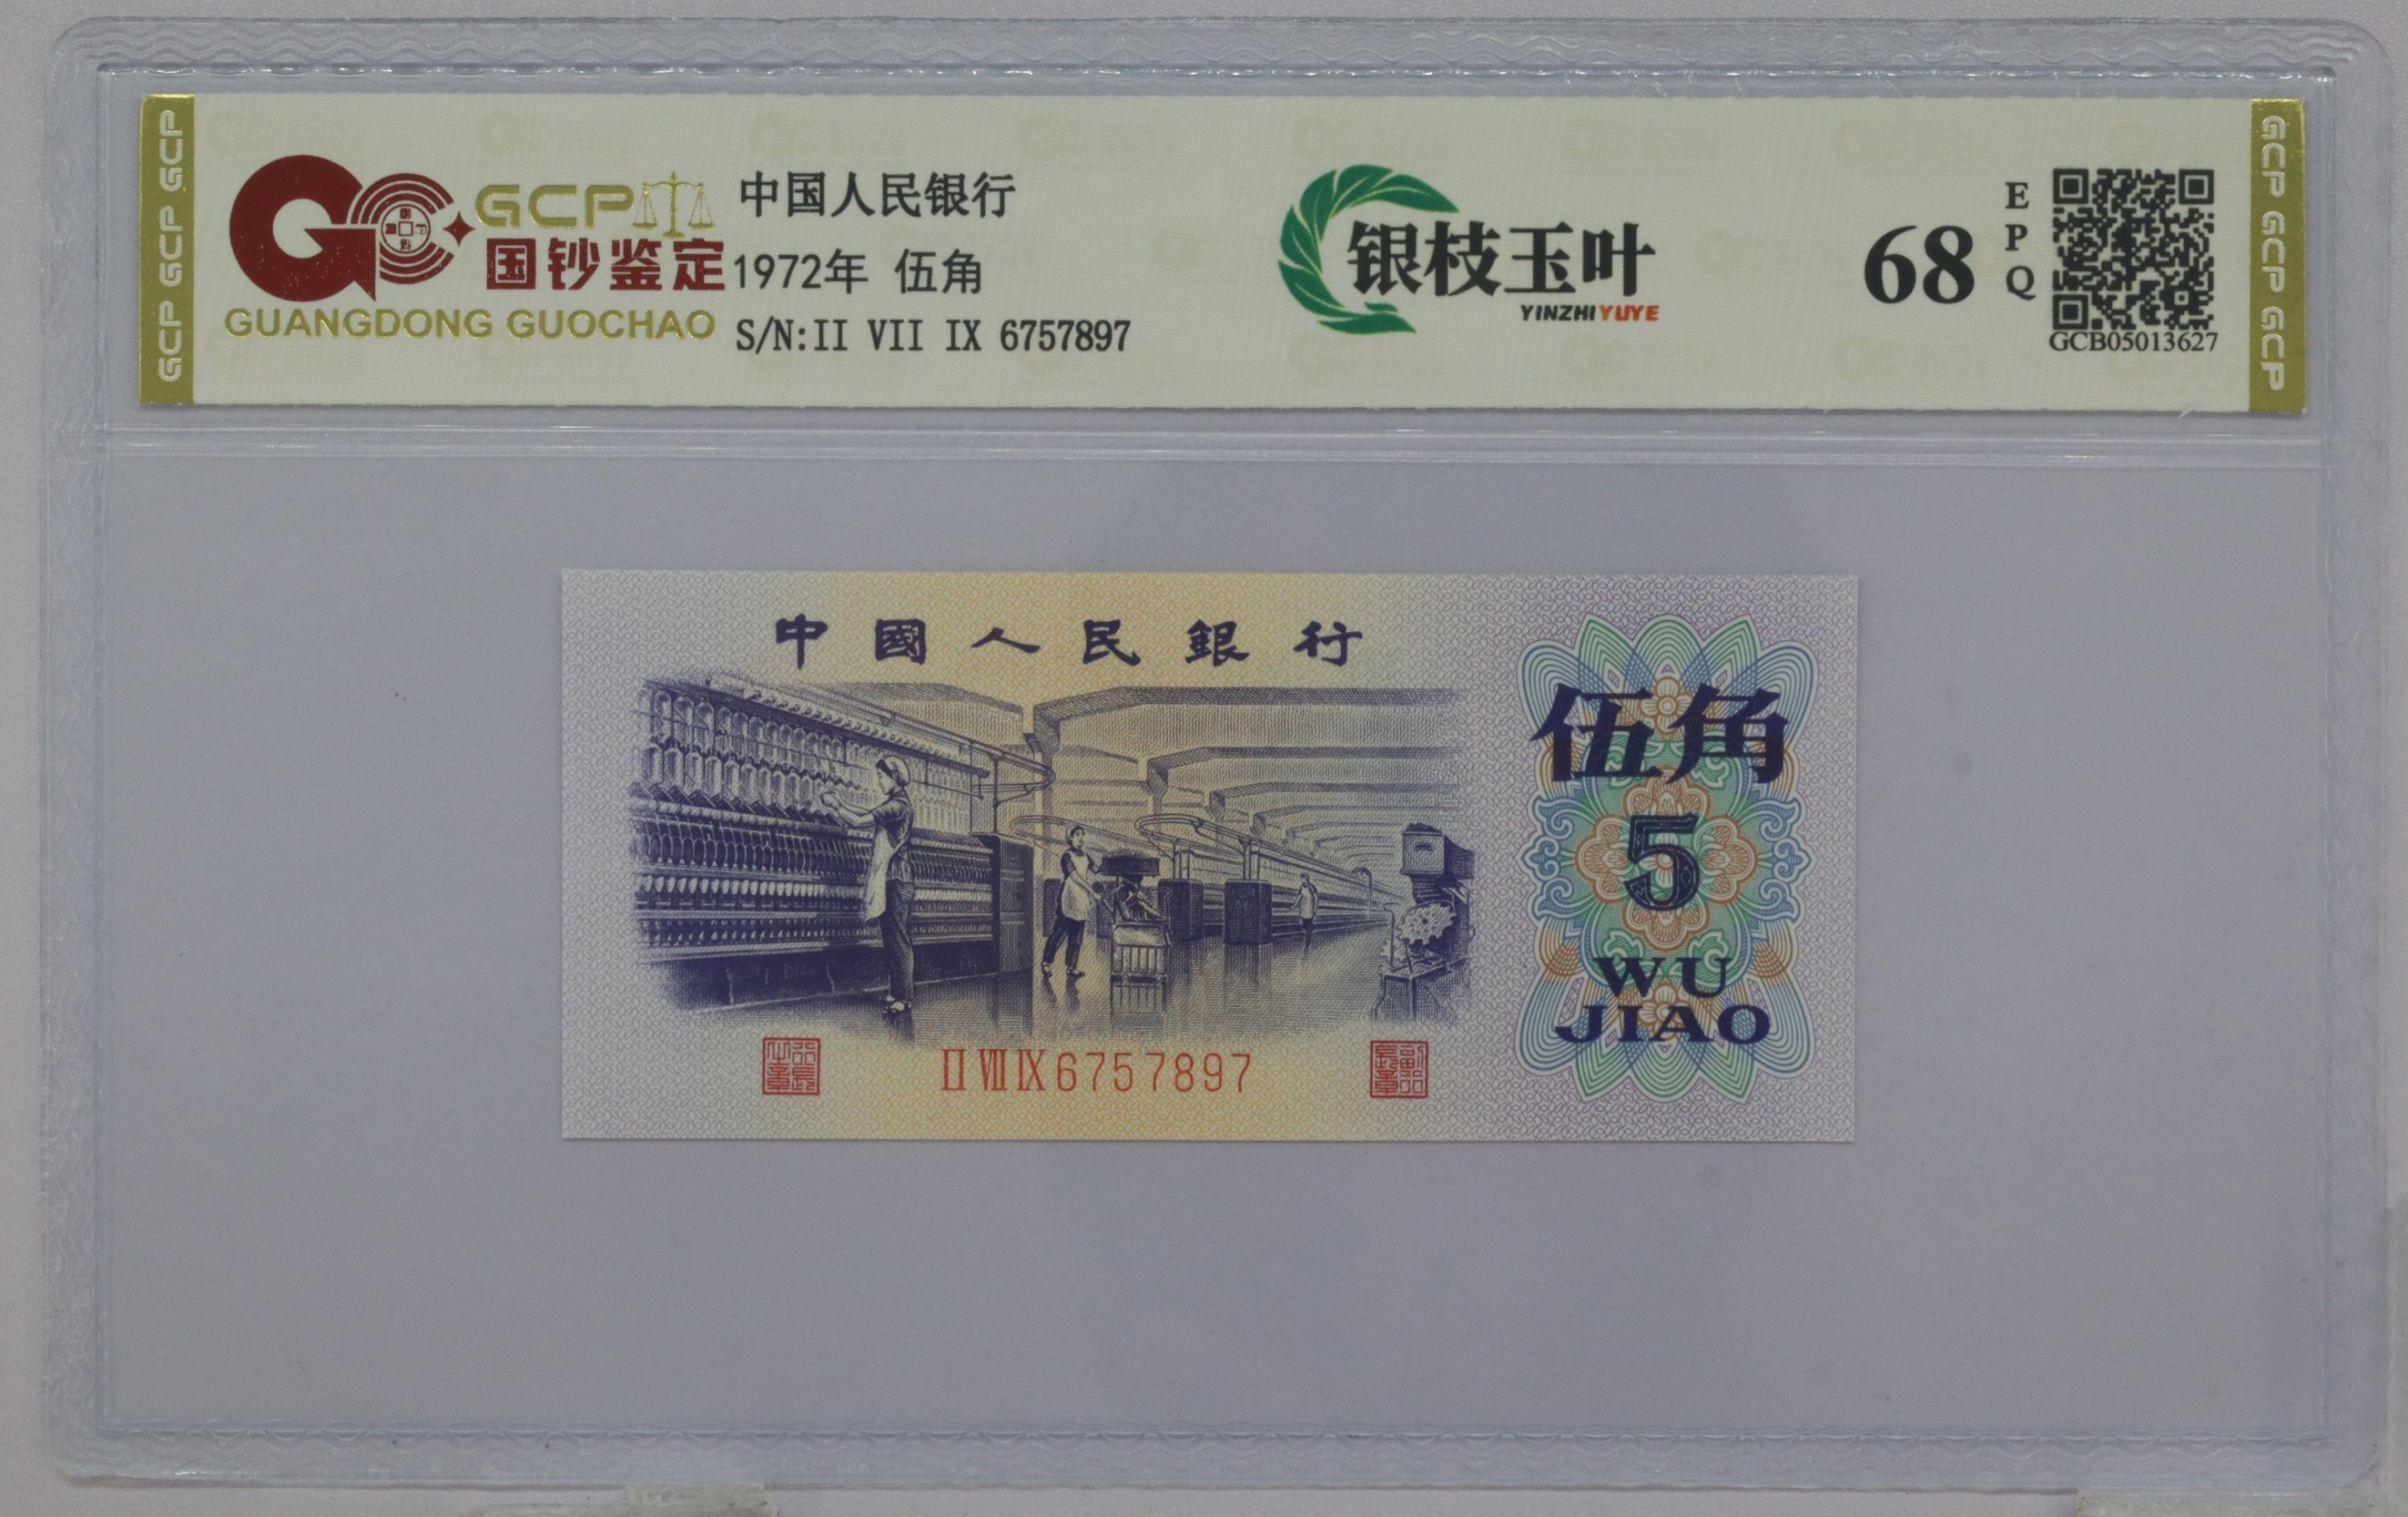 GCP GCP GCP
GCP
国钞鉴定
GUANGDONG GUOCHAO
中国人民银行
1972年 伍角
S/N:II VII IX 6757897
银枝玉叶
YINZHIYUYE
68
EPQ
GCB05013627
GCP GCP GCP
中國人民銀行
伍角
5
WU
JIAO
II VII IX 6757897